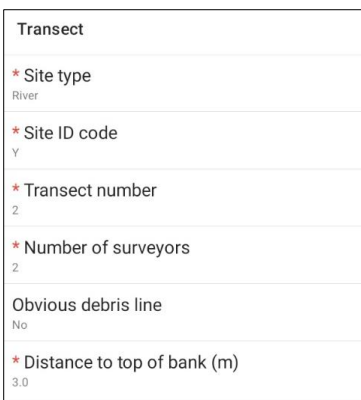 Transect
* Site type
River
* Site ID code
Y
* Transect number
2
* Number of surveyors
2
Obvious debris line
No
* Distance to top of bank (m)
3.0